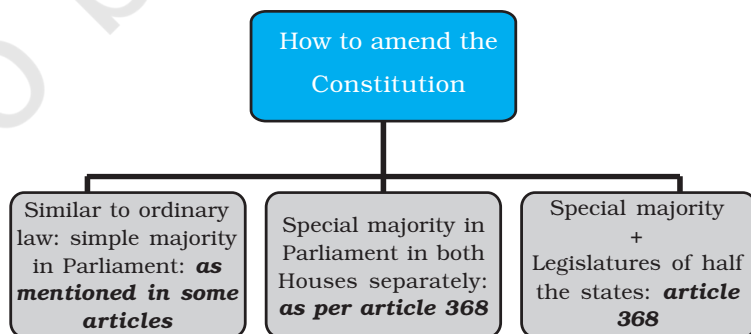 How to amend the
Constitution
Similar to ordinary
law: simple majority
in Parliament: as
mentioned in some
articles
Special majority in
Parliament in both
Houses separately:
as per article 368
Special majority
+
Legislatures of half
the states: article
368